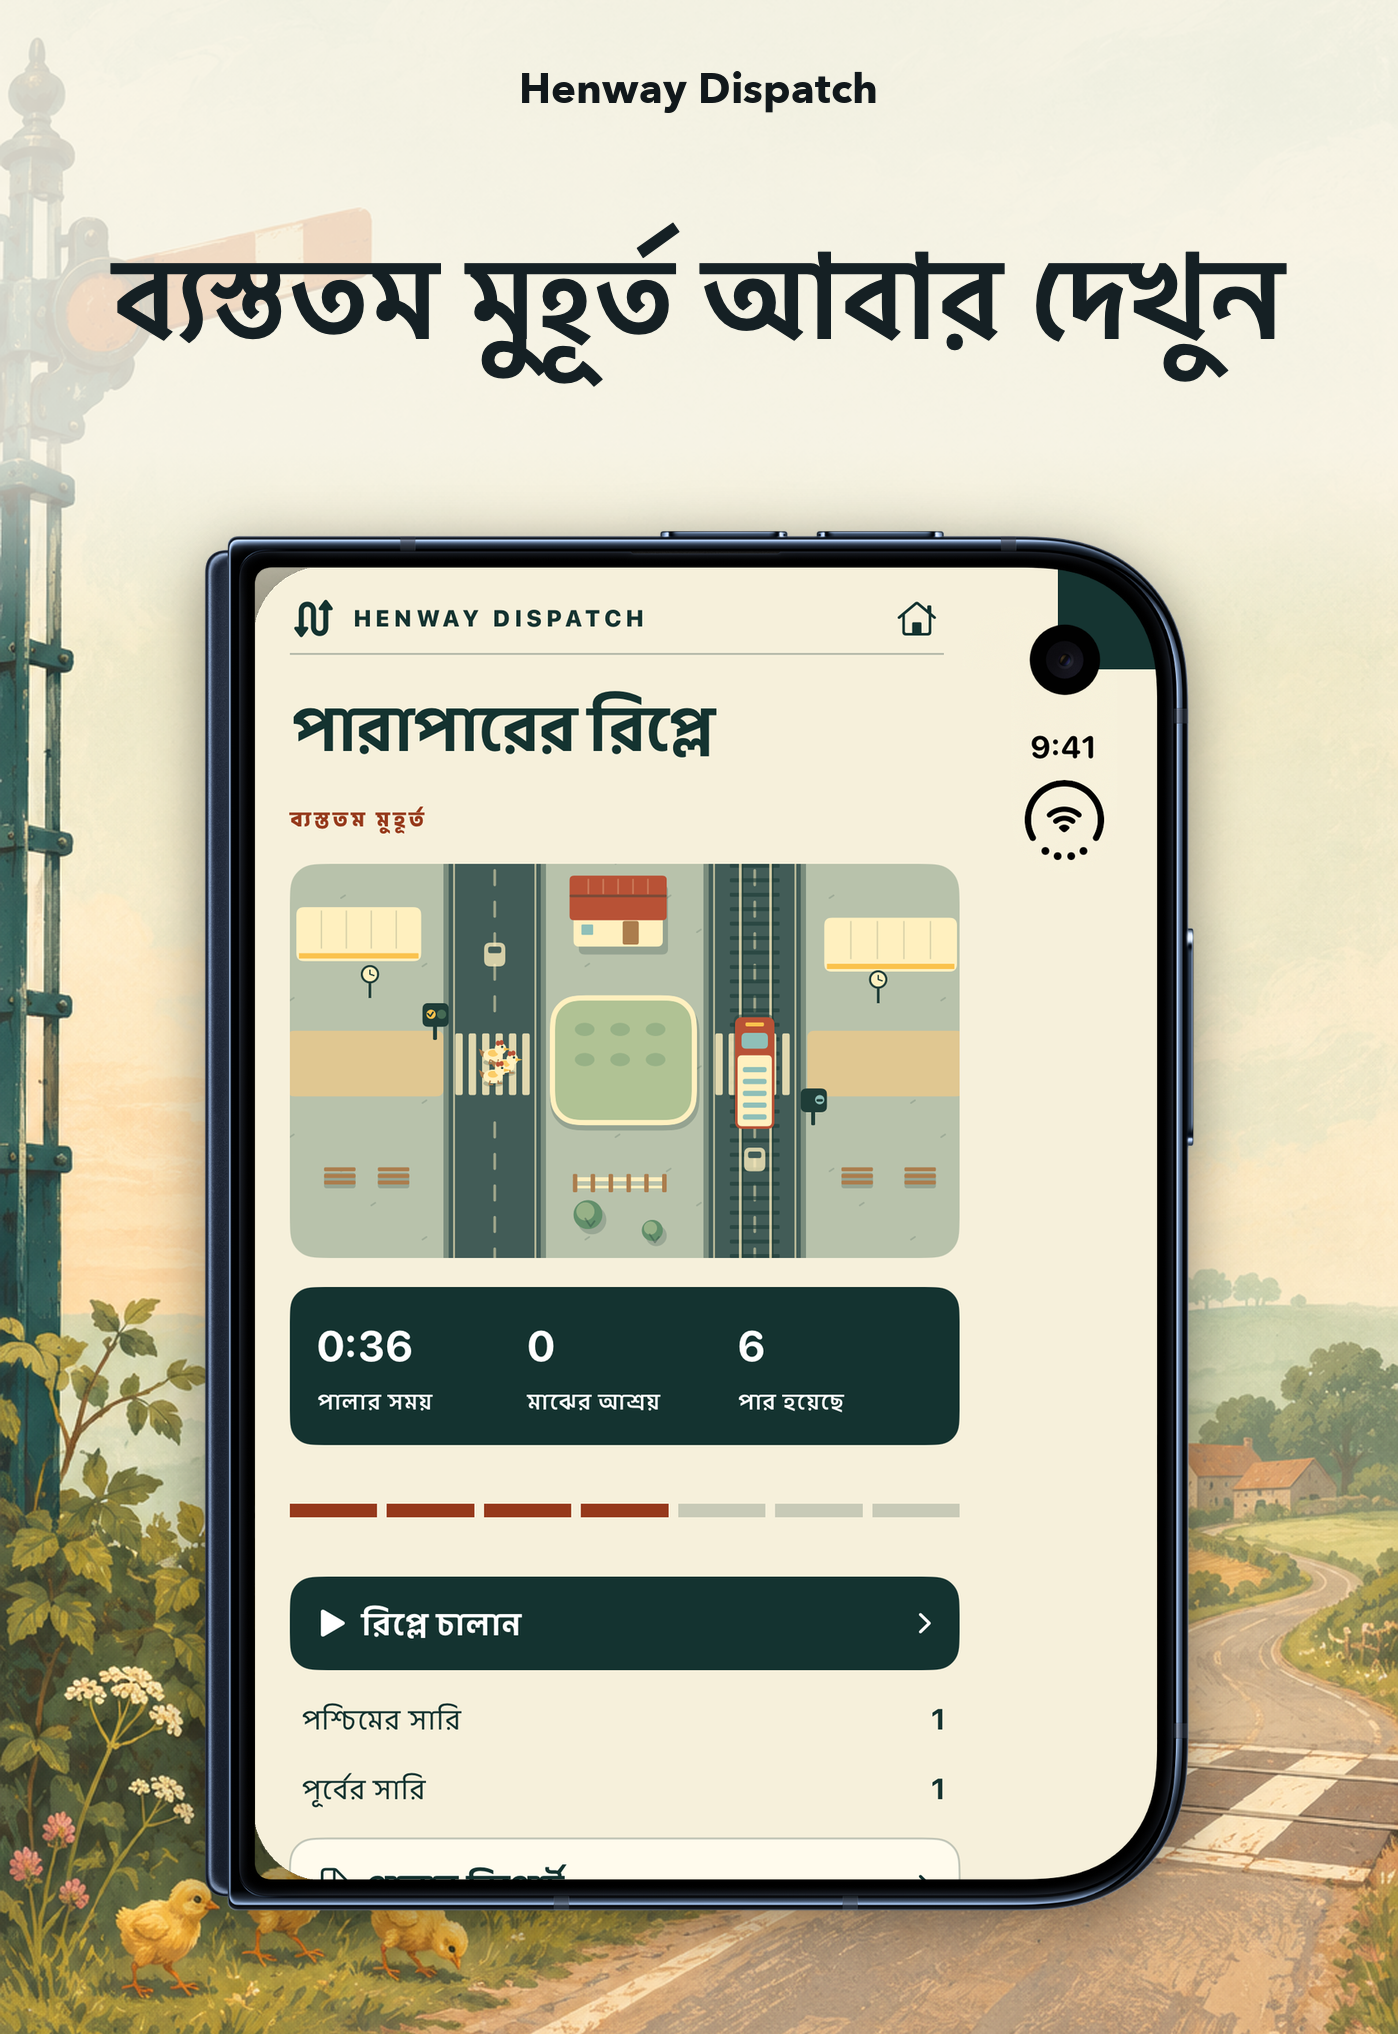 Henway Dispatch
ব্যস্ততম মুহূর্ত আবার দেখুন
HENWAY DISPATCH
পারাপারের রিপ্লে
9:41
ব্যস্ততম মুহূর্ত
0:36
0
6
পালার সময়
মাঝের আশ্রয়
পার হয়েছে
রিপ্লে চালান
পশ্চিমের সারি
1
পূর্বের সারি
1